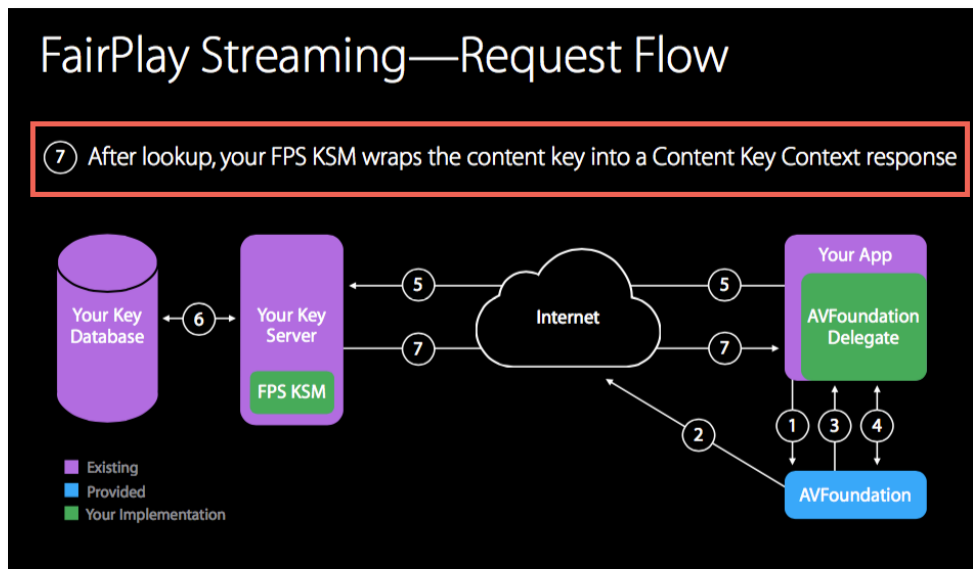 FairPlay Streaming—Request Flow
7 After lookup, your FPS KSM wraps the content key into a Content Key Context response
Your Key
Database
6
Your Key
Server
FPS KSM
5
7
Internet
5
7
Your App
AVFoundation
Delegate
2
1
3
4
AVFoundation
Existing
Provided
Your Implementation